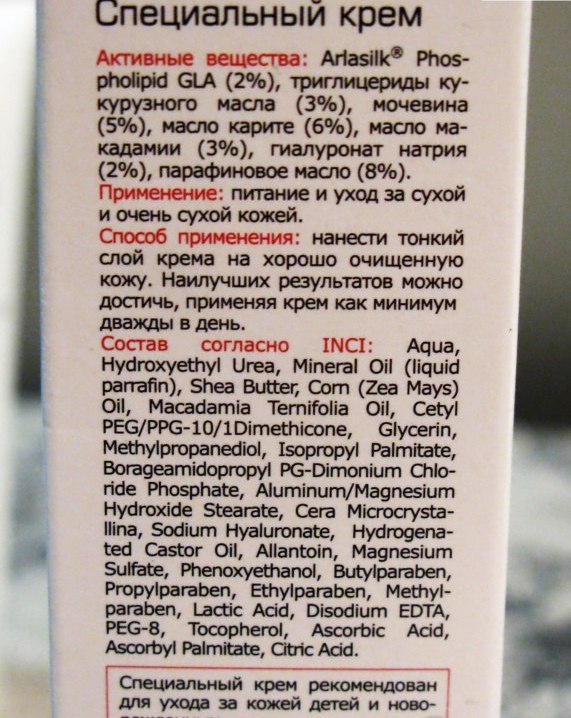 Специальный крем
Активные вещества: Arlasilk® Phos-
pholipid GLA (2%), триглицериды ку-
курузного масла (3%), мочевина
(5%), масло карите (6%), масло ма-
кадамии (3%), гиалуронат натрия
(2%), парафиновое масло (8%).
Применение: питание и уход за сухой
и очень сухой кожей.
Способ применения: нанести тонкий
слой крема на хорошо очищенную
кожу. Наилучших результатов можно
достичь, применяя крем как минимум
дважды в день.
Состав согласно INCI: Aqua,
Hydroxyethyl Urea, Mineral Oil (liquid
parrafin), Shea Butter, Corn (Zea Mays)
Oil, Macadamia Ternifolia Oil, Cetyl
PEG/PPG-10/1Dimethicone, Glycerin,
Methylpropanediol, Isopropyl Palmitate,
Borageamidopropyl PG-Dimonium Chlo-
ride Phosphate, Aluminum/Magnesium
Hydroxide Stearate, Cera Microcrysta-
llina, Sodium Hyaluronate, Hydrogena-
ted Castor Oil, Allantoin, Magnesium
Sulfate, Phenoxyethanol, Butylparaben,
Propylparaben, Ethylparaben, Methyl-
paraben, Lactic Acid, Disodium EDTA,
PEG-8, Tocopherol, Ascorbic Acid,
Ascorbyl Palmitate, Citric Acid.
Специальный крем рекомендован
для ухода за кожей детей и ново-